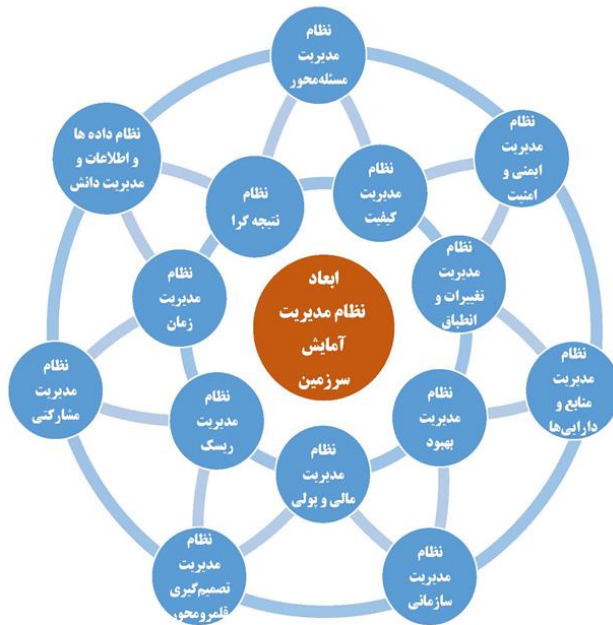 نظام
مدیریت
مسئله‌محور
نظام
مدیریت
ایمنی و
امنیت
نظام داده ها
و اطلاعات و
مدیریت دانش
نظام
مدیریت
کیفیت
نظام
نتیجه گرا
نظام
مدیریت
تغییرات و
انطباق
نظام
مدیریت
زمان
ابعاد
نظام مدیریت
آمایش
سرزمین
نظام
مدیریت
منابع و
دارایی‌ها
نظام
مدیریت
مشارکتی
نظام
مدیریت
بهبود
نظام
مدیریت
ریسک
نظام
مدیریت
مالی و پولی
نظام
مدیریت
سازمانی
نظام
مدیریت
تصمیم‌گیری
قلمرومحور